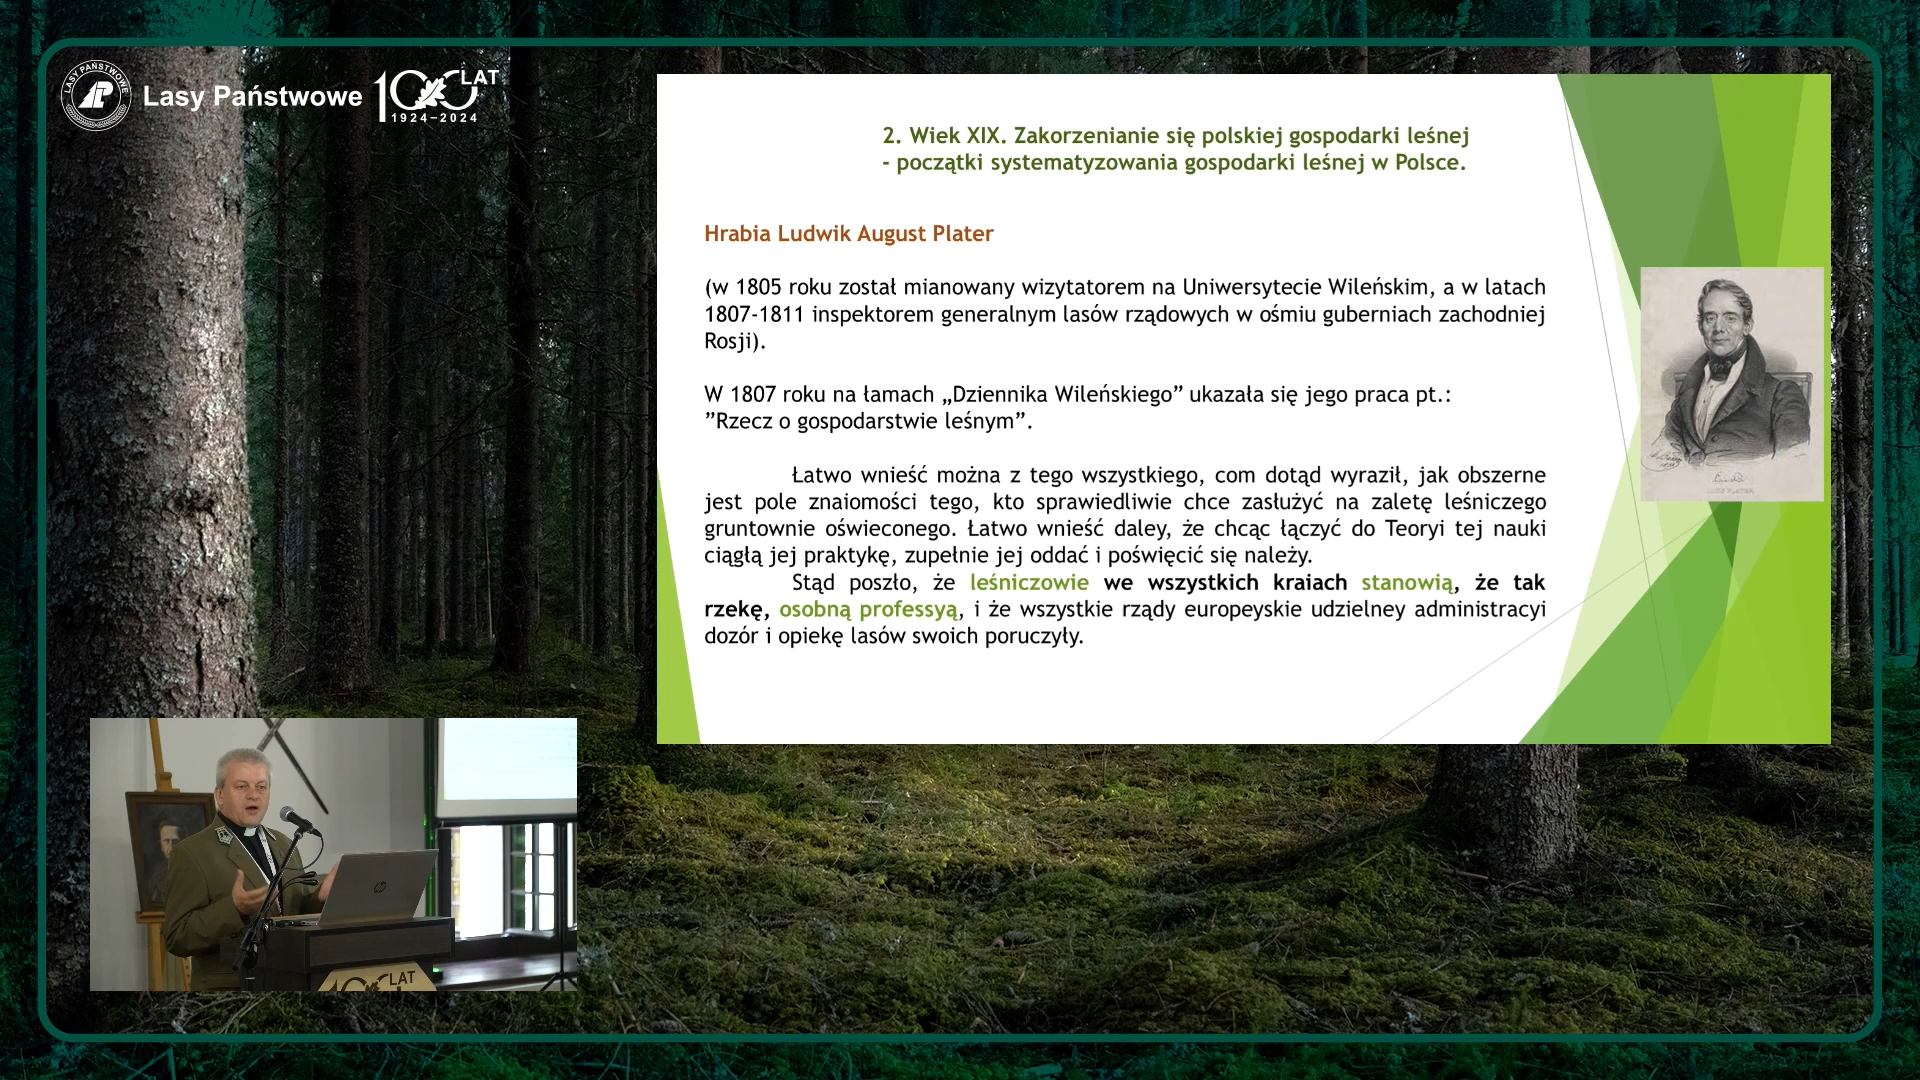 LASY PAŃSTWOWE
Lasy Państwowe
100 LAT
1924–2024
2. Wiek XIX. Zakorzenianie się polskiej gospodarki leśnej
- początki systematyzowania gospodarki leśnej w Polsce.
Hrabia Ludwik August Plater
(w 1805 roku został mianowany wizytatorem na Uniwersytecie Wileńskim, a w latach
1807-1811 inspektorem generalnym lasów rządowych w ośmiu guberniach zachodniej
Rosji).
W 1807 roku na łamach „Dziennika Wileńskiego” ukazała się jego praca pt.:
”Rzecz o gospodarstwie leśnym”.
Łatwo wnieść można z tego wszystkiego, com dotąd wyraził, jak obszerne
jest pole znaiomości tego, kto sprawiedliwie chce zasłużyć na zaletę leśniczego
gruntownie oświeconego. Łatwo wnieść daley, że chcąc łączyć do Teoryi tej nauki
ciągłą jej praktykę, zupełnie jej oddać i poświęcić się należy.
Stąd poszło, że leśniczowie we wszystkich kraiach stanowią, że tak
rzekę, osobną professyą, i że wszystkie rządy europeyskie udzielney administracyi
dozór i opiekę lasów swoich poruczyły.
hp
100 LAT